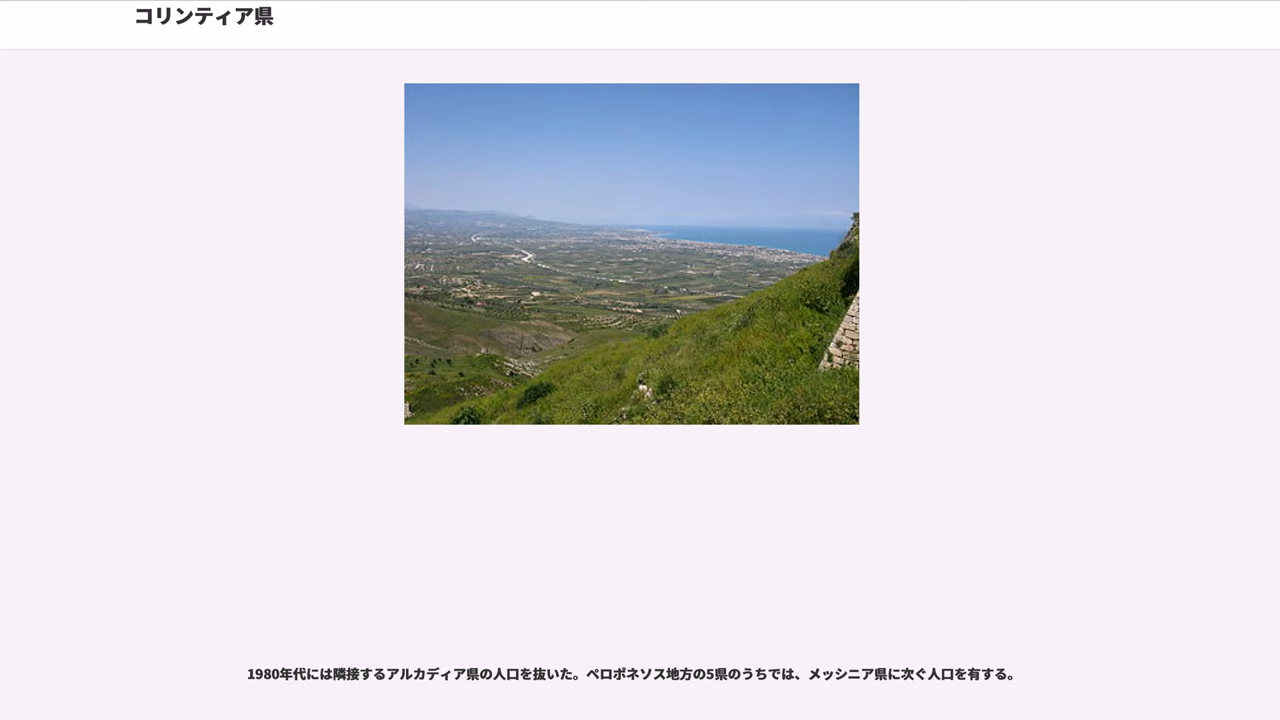 コリンティア県
1980年代には隣接するアルカディア県の人口を抜いた。ペロポネソス地方の5県のうちでは、メッシニア県に次ぐ人口を有する。